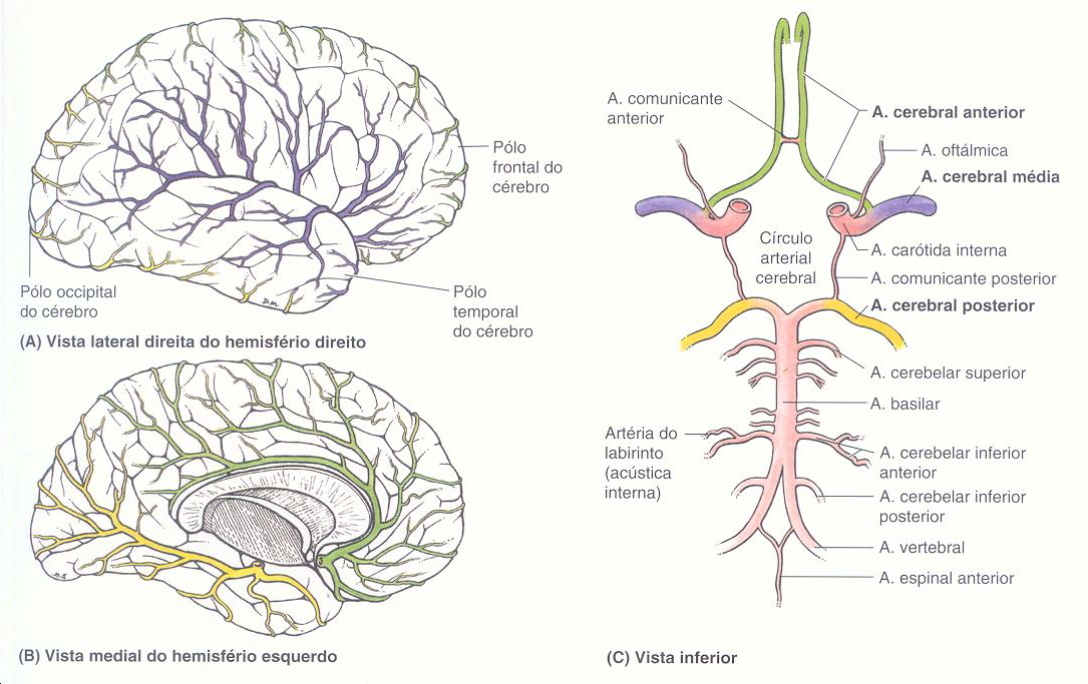 Pólo
frontal do
cérebro
Pólo occipital
do cérebro
Pólo
temporal
do cérebro
D.M.
(A) Vista lateral direita do hemisfério direito
(B) Vista medial do hemisfério esquerdo
A. comunicante
anterior
A. cerebral anterior
A. oftálmica
A. cerebral média
Círculo
arterial
cerebral
A. carótida interna
A. comunicante posterior
A. cerebral posterior
A. cerebelar superior
A. basilar
Artéria do
labirinto
(acústica
interna)
A. cerebelar inferior
anterior
A. cerebelar inferior
posterior
A. vertebral
A. espinal anterior
(C) Vista inferior